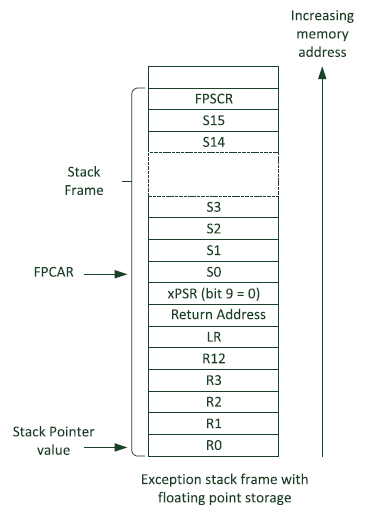 Increasing
memory
address
FPSCR
S15
S14
Stack
Frame
S3
S2
S1
FPCAR
S0
xPSR (bit 9 = 0)
Return Address
LR
R12
R3
R2
R1
Stack Pointer
value
R0
Exception stack frame with
floating point storage